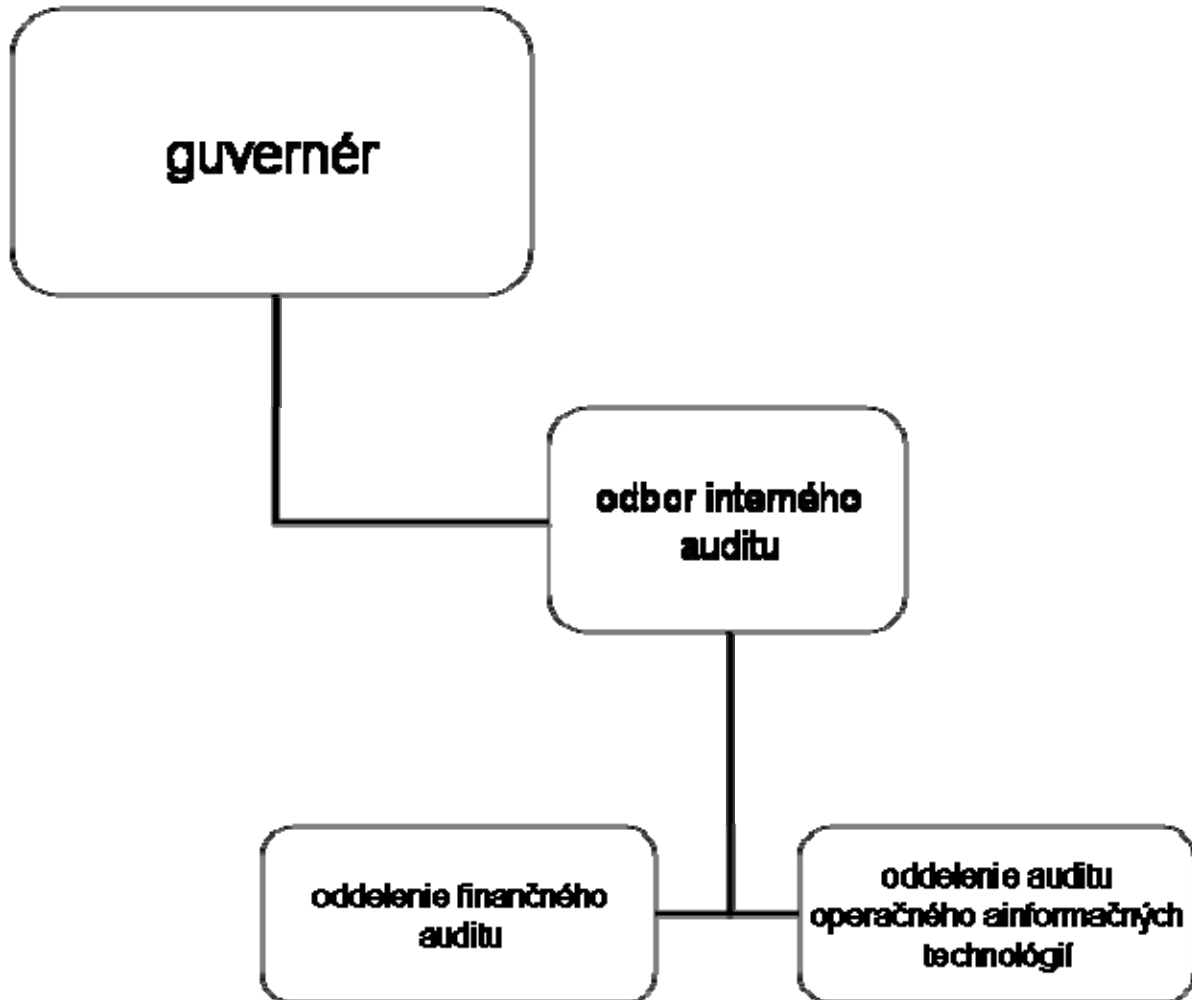 guvernér
odbor interného
auditu
oddelenie finančného
auditu
oddelenie auditu
operačného ainformačných
technológií